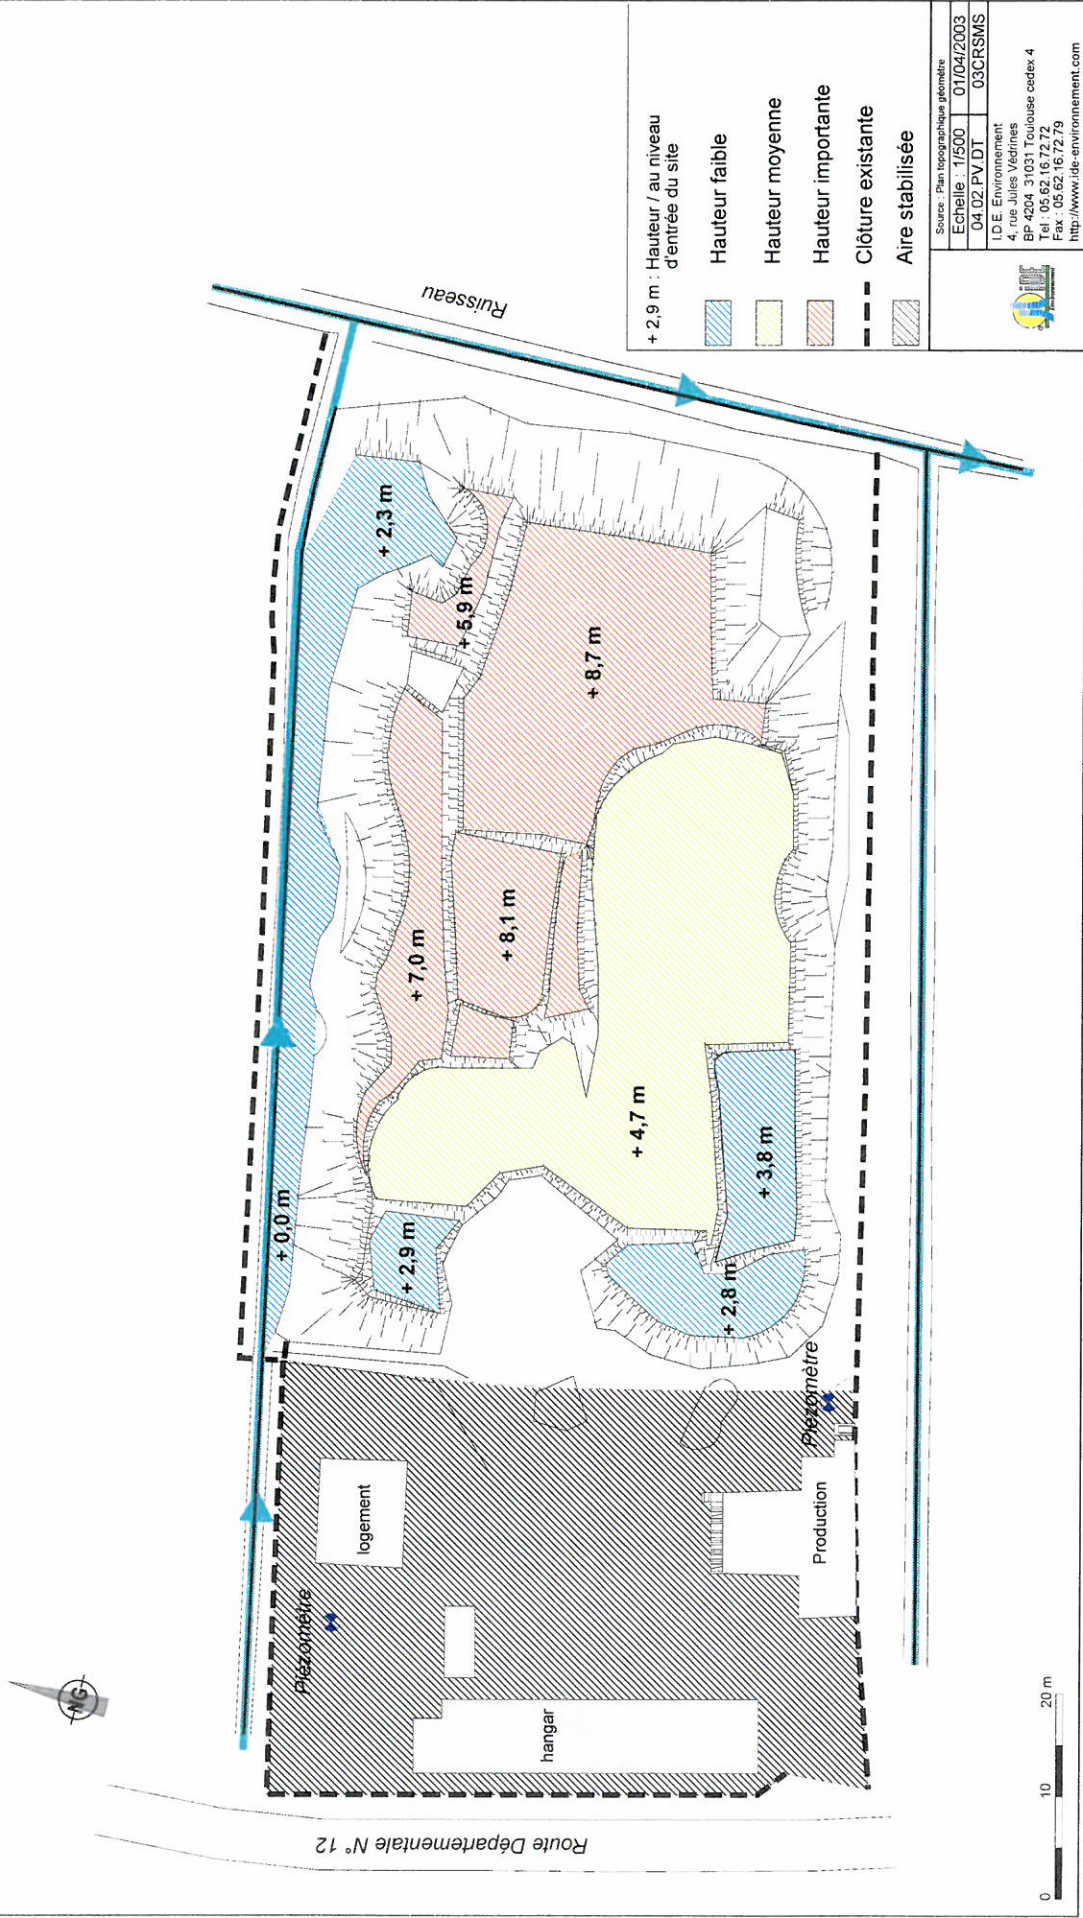 Ruisseau
+ 2,3 m
+ 5,9 m
+ 8,7 m
+ 7,0 m
+ 8,1 m
+ 0,0 m
+ 4,7 m
+ 2,9 m
+ 3,8 m
+ 2,8 m
Piézomètre
Piézomètre
logement
Production
hangar
Route Départementale N° 12
NG
0 10 20 m
+ 2,9 m : Hauteur / au niveau
d'entrée du site
Hauteur faible
Hauteur moyenne
Hauteur importante
Clôture existante
Aire stabilisée
Source : Plan topographique géomètre
Echelle : 1/500 01/04/2003
04.02.PV.DT 03CRSMS
IDE
Environnement
I.D.E. Environnement
4, rue Jules Védrines
BP 4204 31031 Toulouse cedex 4
Tel : 05.62.16.72.72
Fax : 05.62.16.72.79
http://www.ide-environnement.com